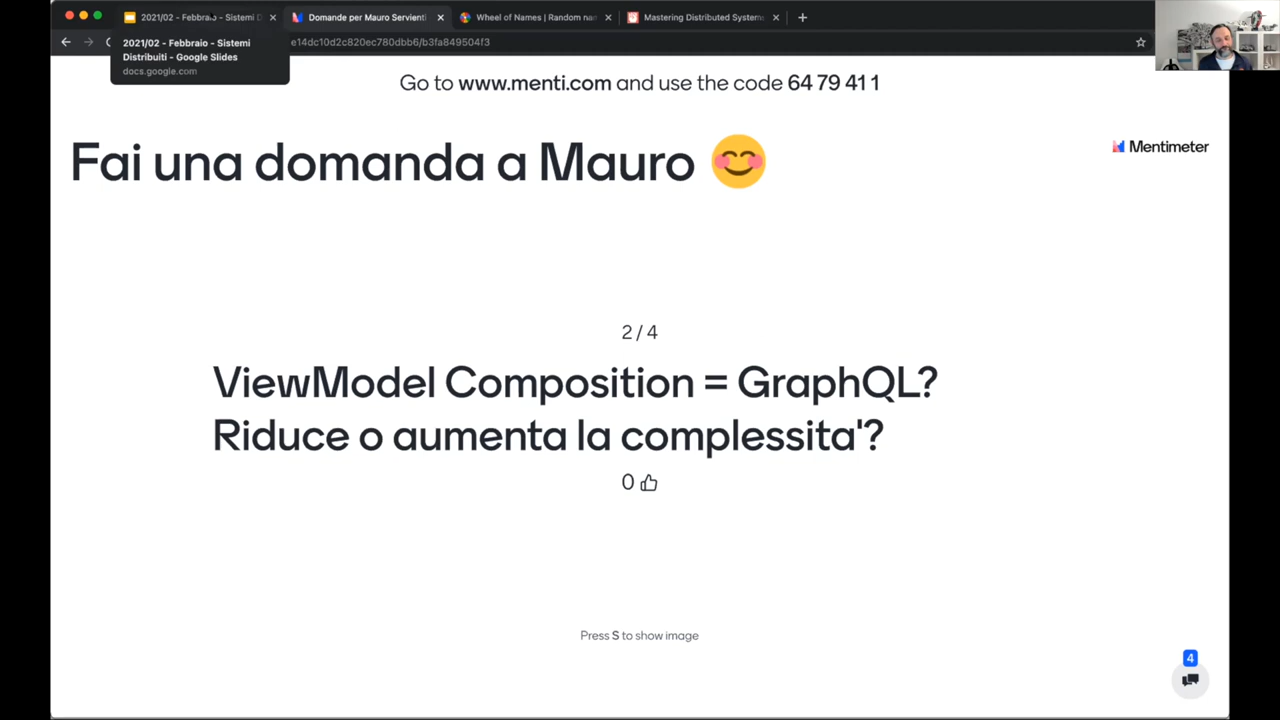 2021/02 - Febbraio - Sistemi D
Domande per Mauro Servienti
Wheel of Names | Random na
Mastering Distributed System
2021/02 - Febbraio - Sistemi
Distribuiti - Google Slides
docs.google.com
e14dc10d2c820ec780dbb6/b3fa849504f3
Go to www.menti.com and use the code 64 79 41 1
Fai una domanda a Mauro 😊
Mentimeter
2 / 4
ViewModel Composition = GraphQL?
Riduce o aumenta la complessita'?
0
Press S to show image
4